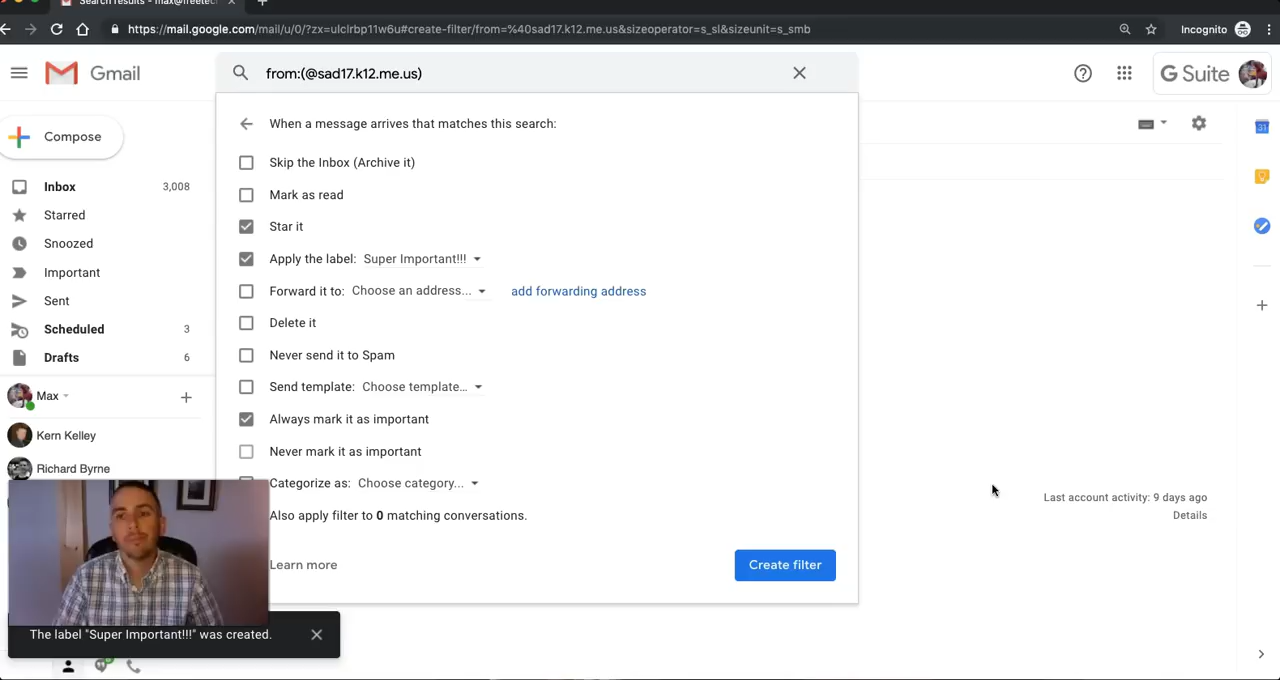 Search results - max@freetec
https://mail.google.com/mail/u/0/?zx=ulclrbp11w6u#create-filter/from=%40sad17.k12.me.us&sizeoperator=s_sl&sizeunit=s_smb
Incognito
Gmail
from:(@sad17.k12.me.us)
G Suite
Compose
When a message arrives that matches this search:
Skip the Inbox (Archive it)
Inbox 3,008
Mark as read
Starred
Star it
Snoozed
Apply the label: Super Important!!!
Important
Forward it to: Choose an address... add forwarding address
Sent
Delete it
Scheduled 3
Never send it to Spam
Drafts 6
Send template: Choose template...
Max
Always mark it as important
Kern Kelley
Never mark it as important
Richard Byrne
Categorize as: Choose category...
Last account activity: 9 days ago
Details
Also apply filter to 0 matching conversations.
Learn more
Create filter
The label "Super Important!!!" was created.
31